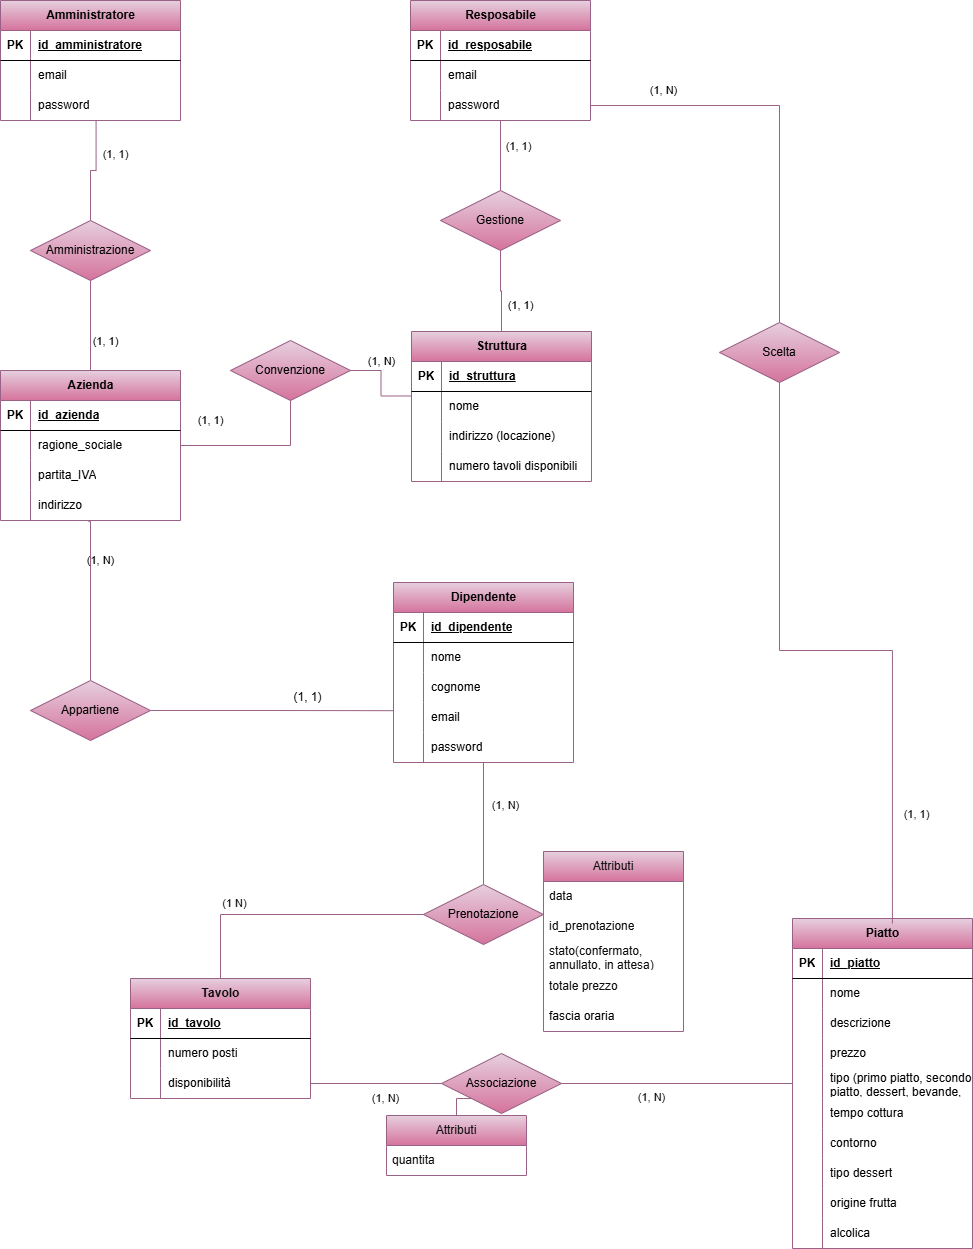 Amministratore
PK id_amministratore
email
password
(1, 1)
Amministrazione
(1, 1)
Resposabile
PK id_resposabile
email
password
(1, N)
(1, 1)
Gestione
(1, 1)
Scelta
Struttura
PK id_struttura
nome
indirizzo (locazione)
numero tavoli disponibili
Convenzione
(1, N)
(1, 1)
Azienda
PK id_azienda
ragione_sociale
partita_IVA
indirizzo
(1, N)
Appartiene
(1, 1)
Dipendente
PK id_dipendente
nome
cognome
email
password
(1, N)
(1, 1)
Prenotazione
(1 N)
Attributi
data
id_prenotazione
stato(confermato,
annullato, in attesa)
totale prezzo
fascia oraria
Tavolo
PK id_tavolo
numero posti
disponibilità
(1, N)
Associazione
(1, N)
Attributi
quantita
Piatto
PK id_piatto
nome
descrizione
prezzo
tipo (primo piatto, secondo
piatto, dessert, bevande,
tempo cottura
contorno
tipo dessert
origine frutta
alcolica